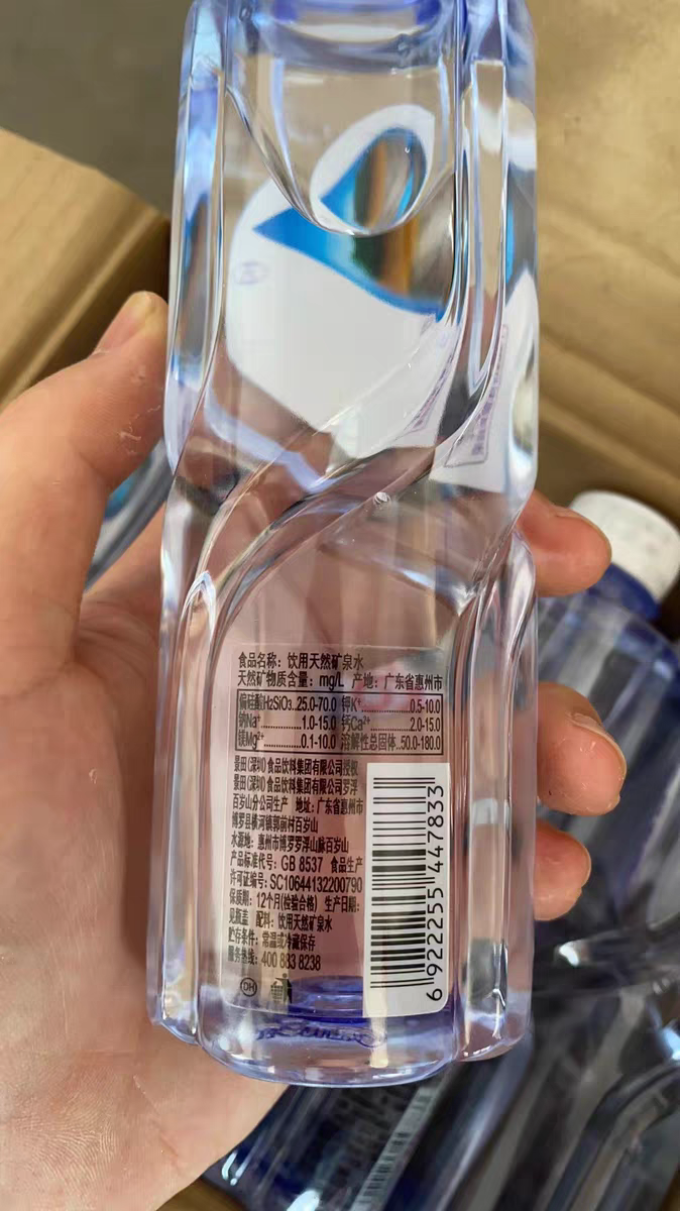 食品名称：饮用天然矿泉水
天然矿物质含量：mg/L 产地：广东省惠州市
偏硅酸H₂SiO₃..25.0-70.0 钾K⁺............0.5-10.0
钠Na⁺............1.0-15.0 钙Ca²⁺............2.0-15.0
镁Mg²⁺............0.1-10.0 溶解性总固体..50.0-180.0
景田(深圳)食品饮料集团有限公司授权
景田(深圳)食品饮料集团有限公司罗浮
百岁山分公司生产 地址：广东省惠州市
博罗县横河镇郭前村百岁山
水源地：惠州市博罗罗浮山脉百岁山
产品标准代号：GB 8537 食品生产
许可证编号：SC10644132200790
保质期：12个月(检验合格) 生产日期：
见瓶盖 配料：饮用天然矿泉水
贮存条件：常温或冷藏保存
服务热线：400 883 8238
DH
6 922255 447833